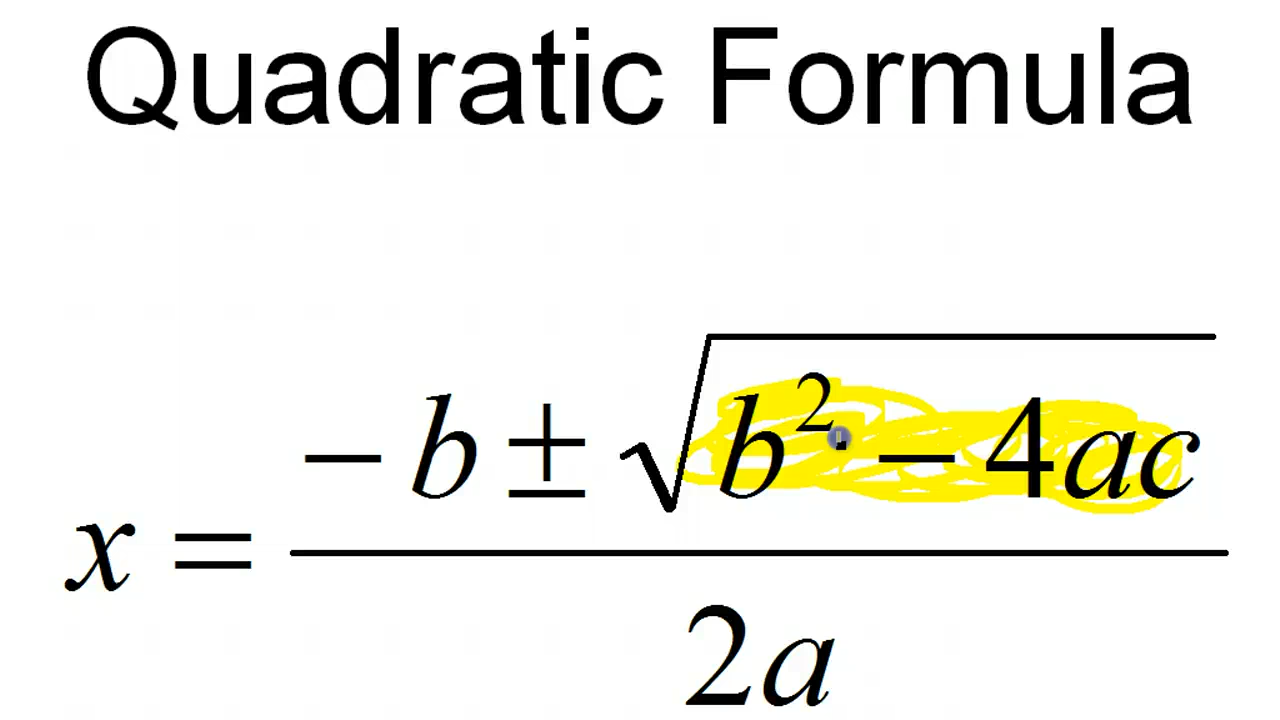 Quadratic Formula
x = −b ± √b² − 4ac
2a